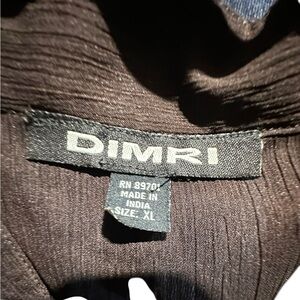 DIMRI
RN 89701
MADE IN
INDIA
SIZE: XL